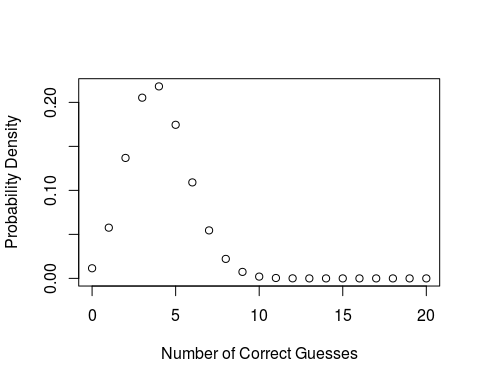 Probability Density
0.20
0.10
0.00
0 5 10 15 20
Number of Correct Guesses